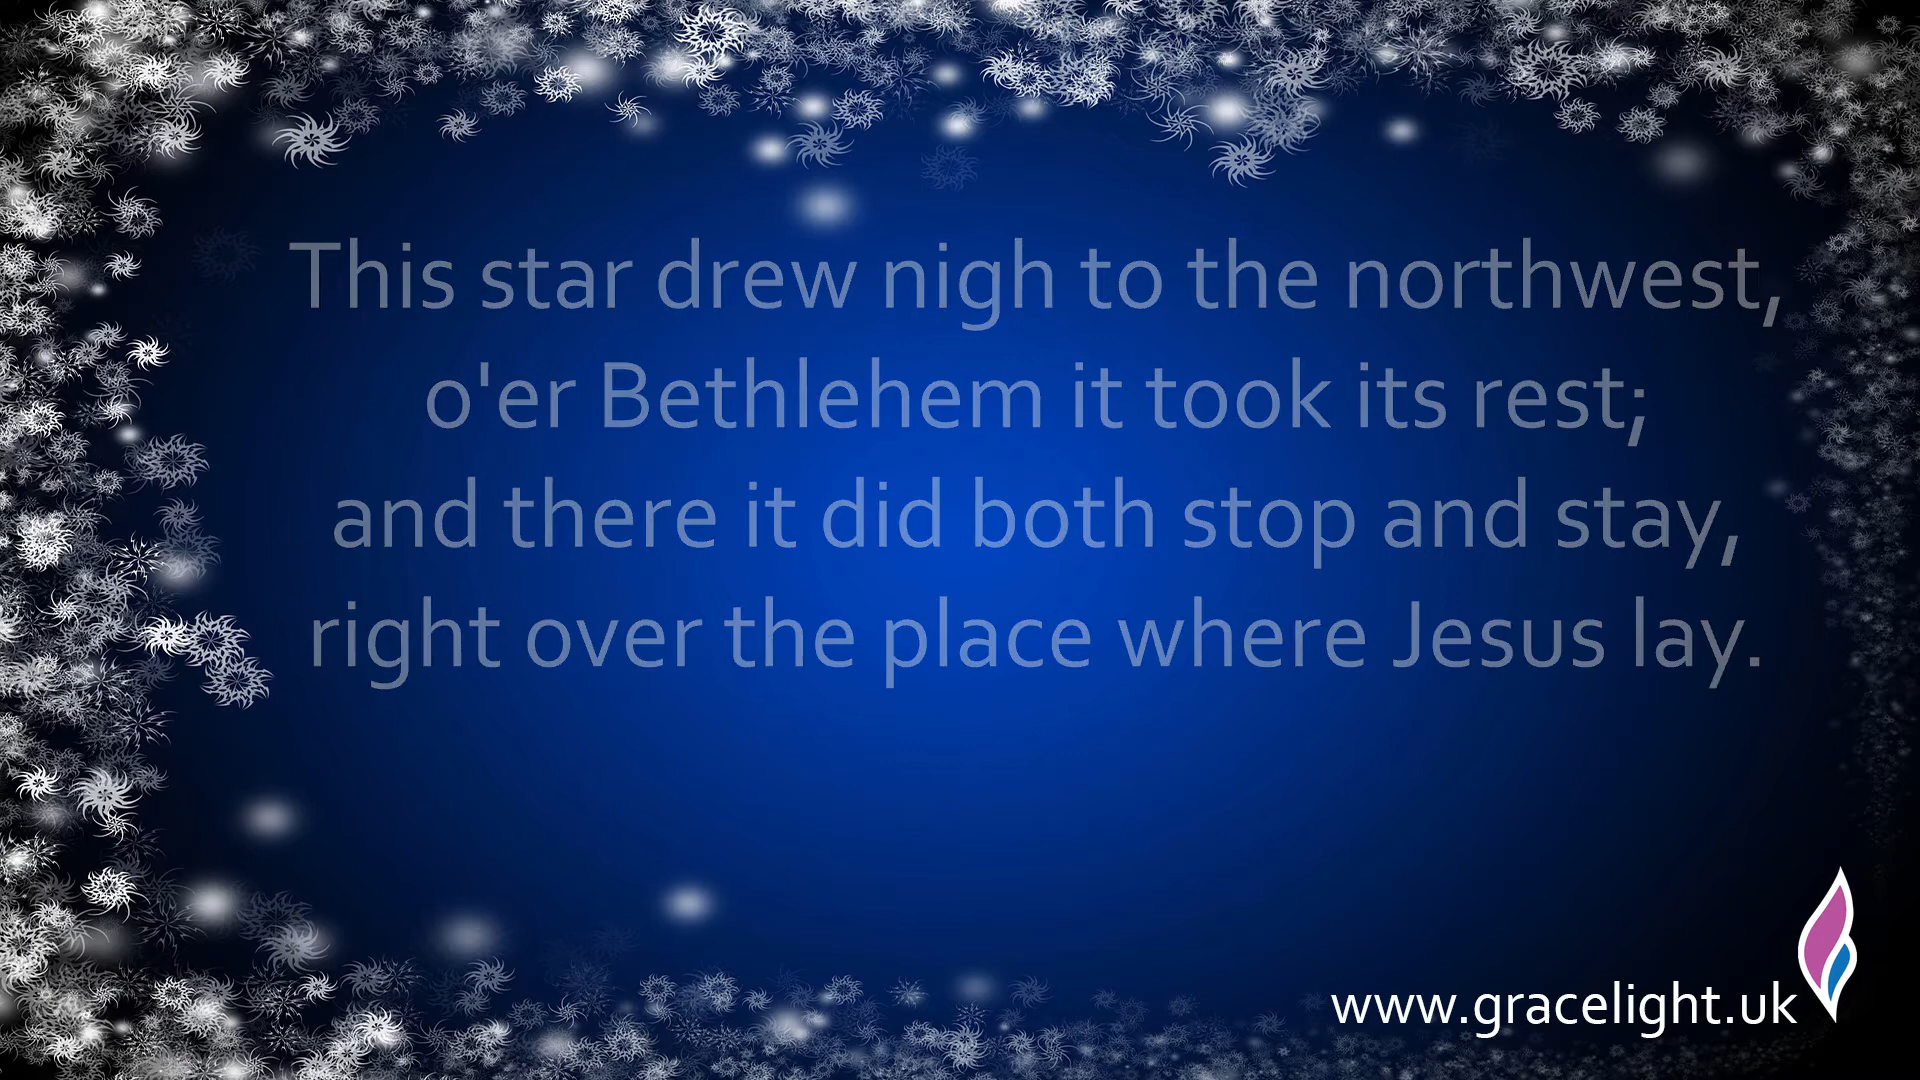 This star drew nigh to the northwest,
o'er Bethlehem it took its rest;
and there it did both stop and stay,
right over the place where Jesus lay.
www.gracelight.uk